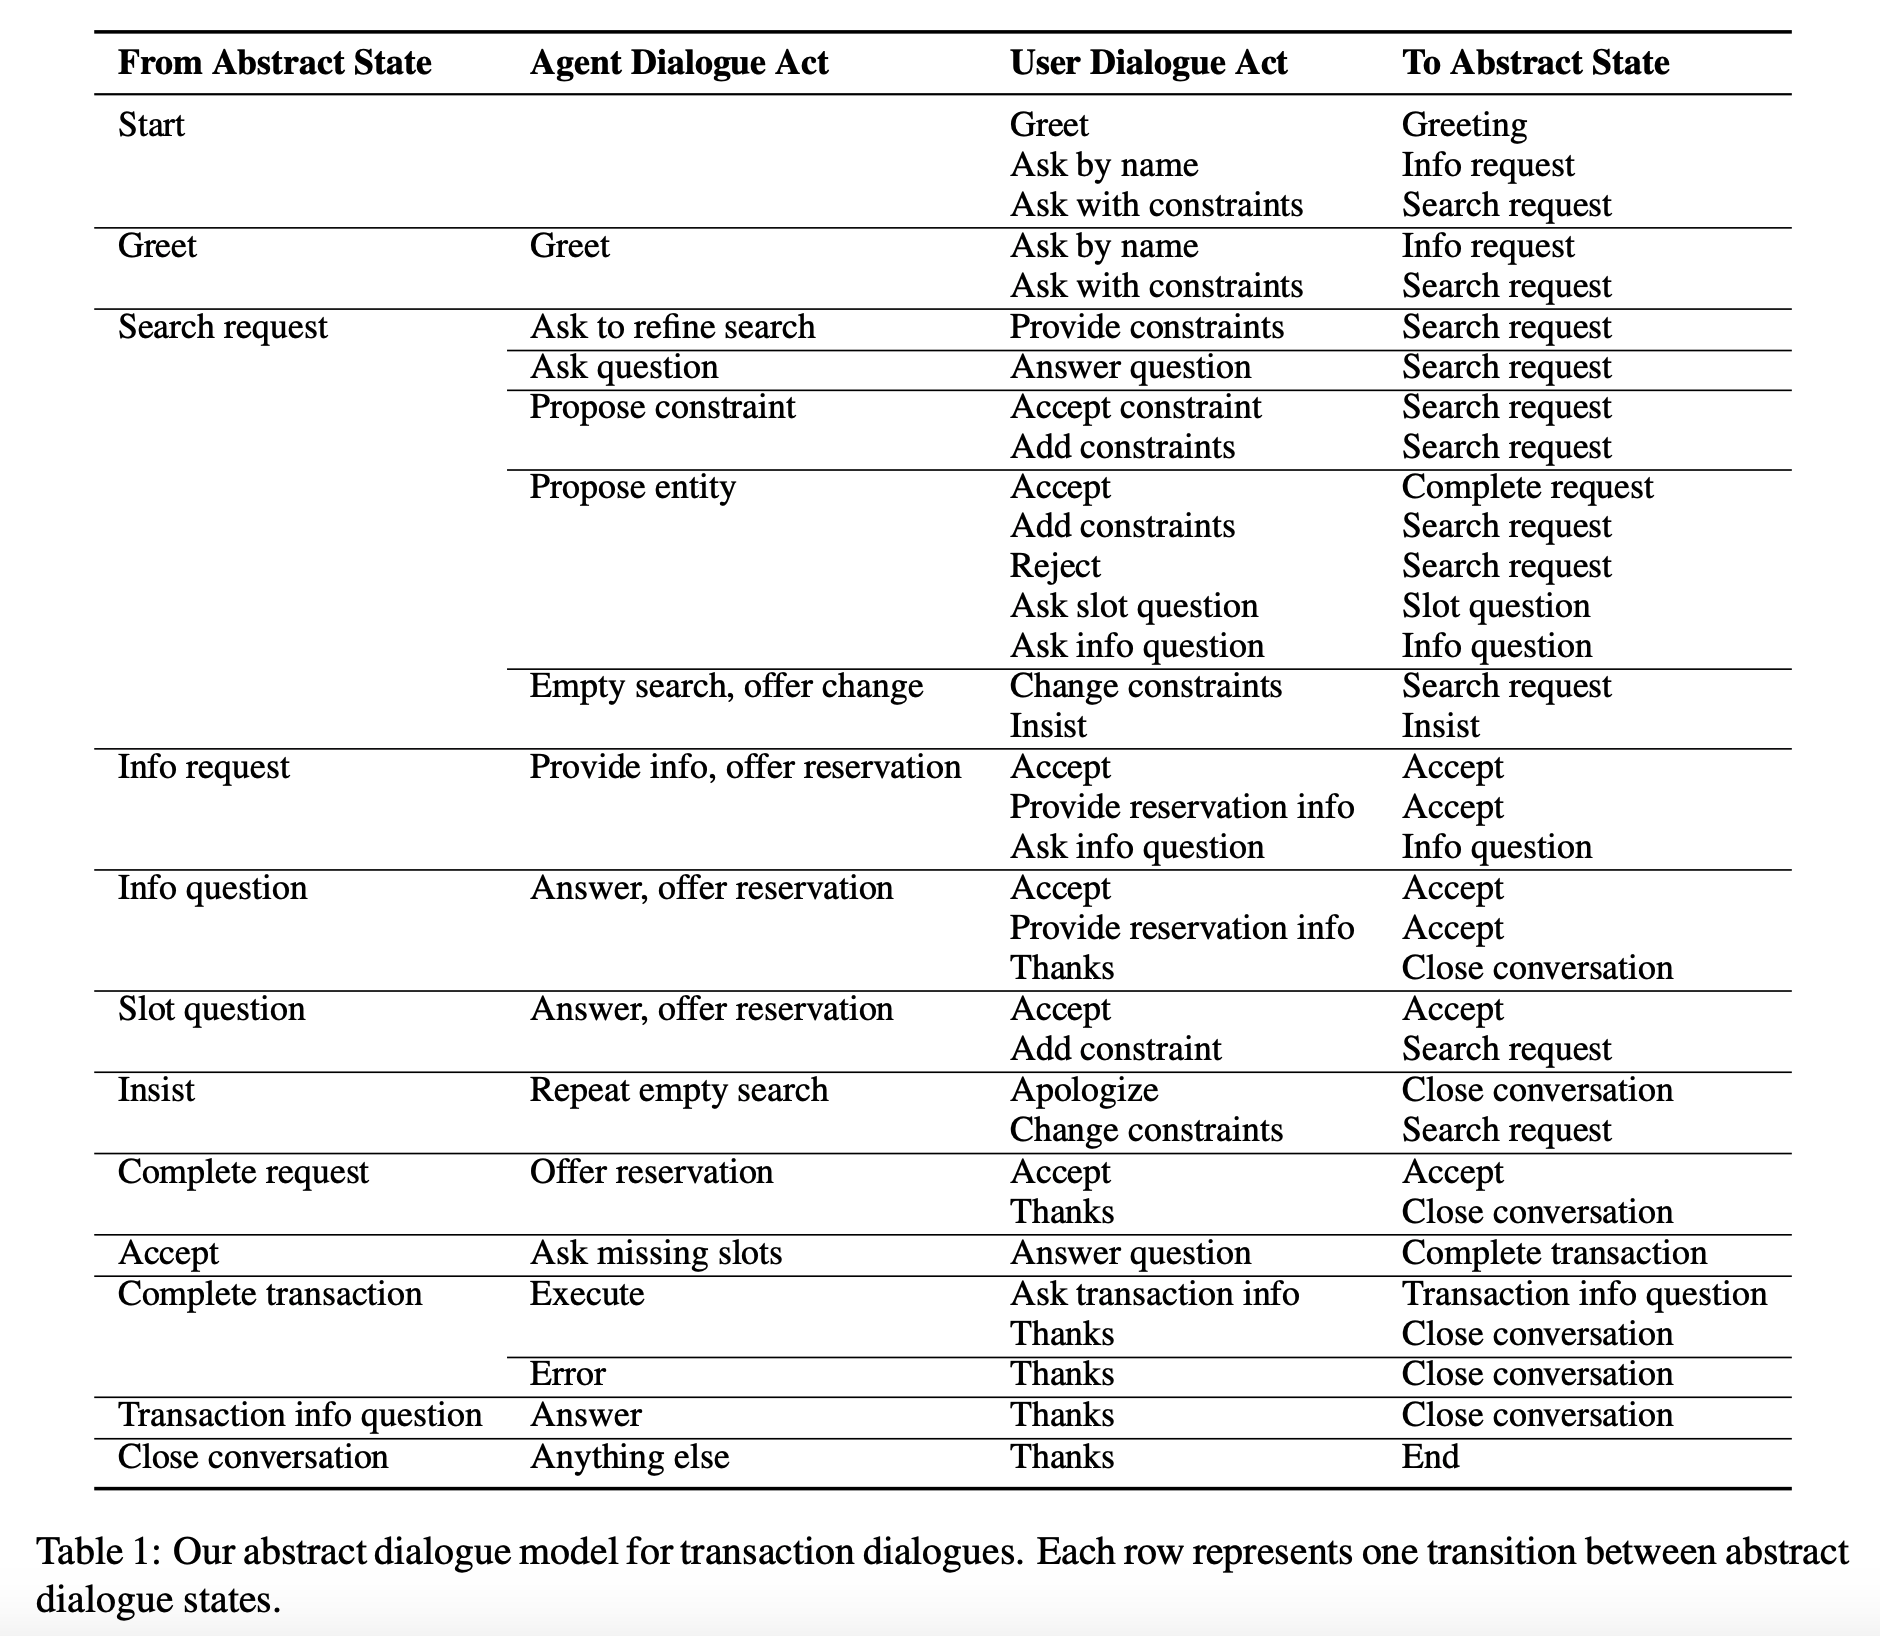 From Abstract State Agent Dialogue Act User Dialogue Act To Abstract State
Start Greet Greeting
Ask by name Info request
Ask with constraints Search request
Greet Greet Ask by name Info request
Ask with constraints Search request
Search request Ask to refine search Provide constraints Search request
Ask question Answer question Search request
Propose constraint Accept constraint Search request
Add constraints Search request
Propose entity Accept Complete request
Add constraints Search request
Reject Search request
Ask slot question Slot question
Ask info question Info question
Empty search, offer change Change constraints Search request
Insist Insist
Info request Provide info, offer reservation Accept Accept
Provide reservation info Accept
Ask info question Info question
Info question Answer, offer reservation Accept Accept
Provide reservation info Accept
Thanks Close conversation
Slot question Answer, offer reservation Accept Accept
Add constraint Search request
Insist Repeat empty search Apologize Close conversation
Change constraints Search request
Complete request Offer reservation Accept Accept
Thanks Close conversation
Accept Ask missing slots Answer question Complete transaction
Complete transaction Execute Ask transaction info Transaction info question
Thanks Close conversation
Error Thanks Close conversation
Transaction info question Answer Thanks Close conversation
Close conversation Anything else Thanks End
Table 1: Our abstract dialogue model for transaction dialogues. Each row represents one transition between abstract
dialogue states.